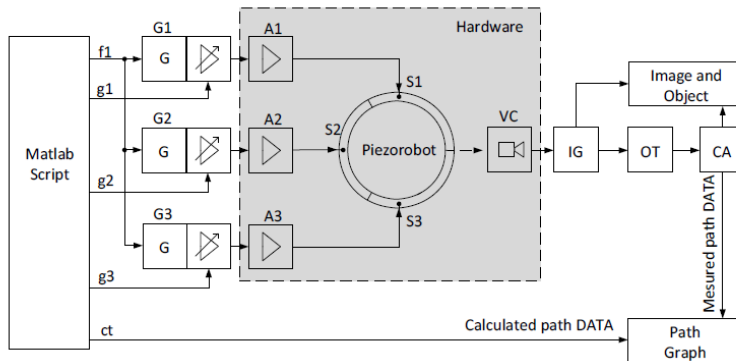 G1
A1
Hardware
f1
G
S1
Image and
Object
g1
G2
A2
S2
VC
Piezorobot
G
IG
OT
CA
Matlab
Script
g2
G3
A3
S3
G
g3
Mesured path DATA
ct
Calculated path DATA
Path
Graph